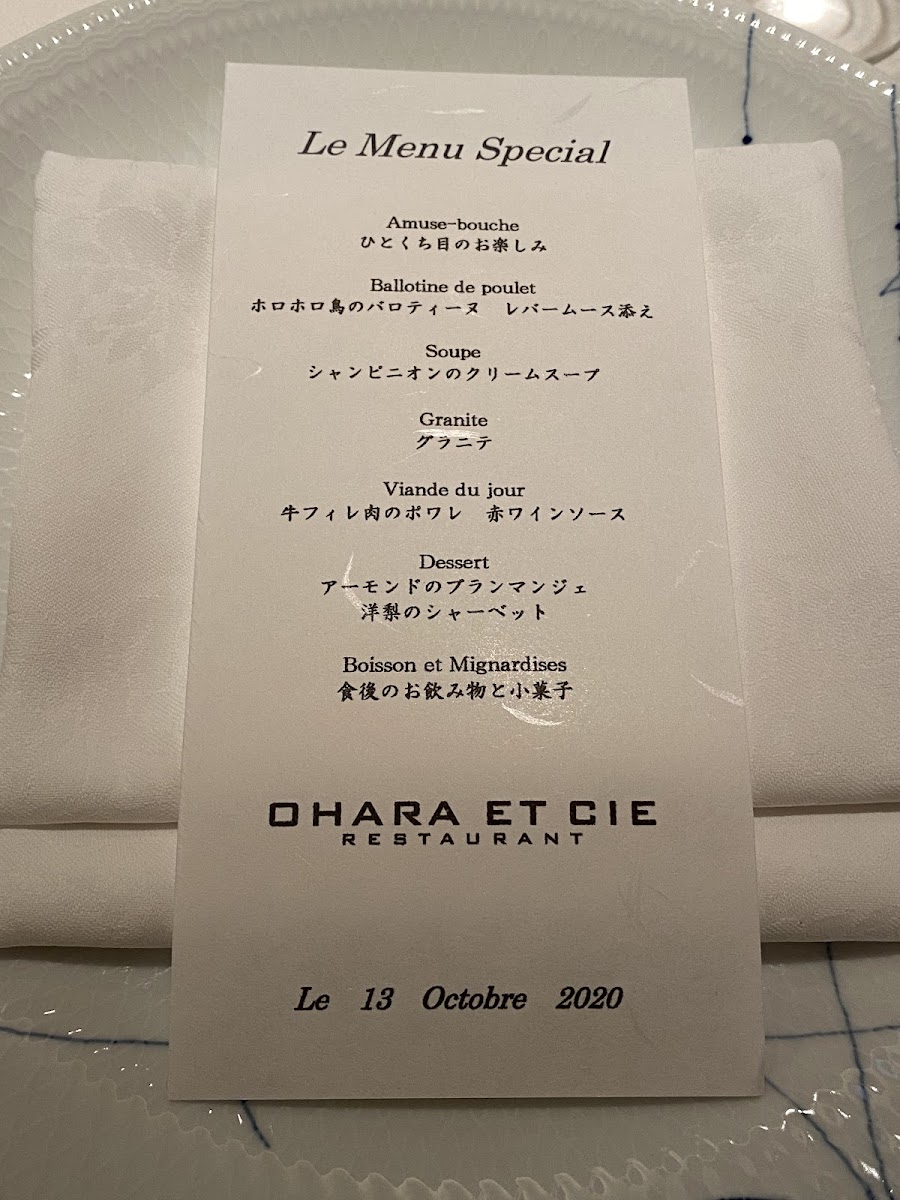 Le Menu Special
Amuse-bouche
ひとくち目のお楽しみ
Ballotine de poulet
ホロホロ鳥のバロティーヌ　レバームース添え
Soupe
シャンピニオンのクリームスープ
Granite
グラニテ
Viande du jour
牛フィレ肉のポワレ　赤ワインソース
Dessert
アーモンドのブランマンジェ
洋梨のシャーベット
Boisson et Mignardises
食後のお飲み物と小菓子
OHARA ET CIE
RESTAURANT
Le 13 Octobre 2020